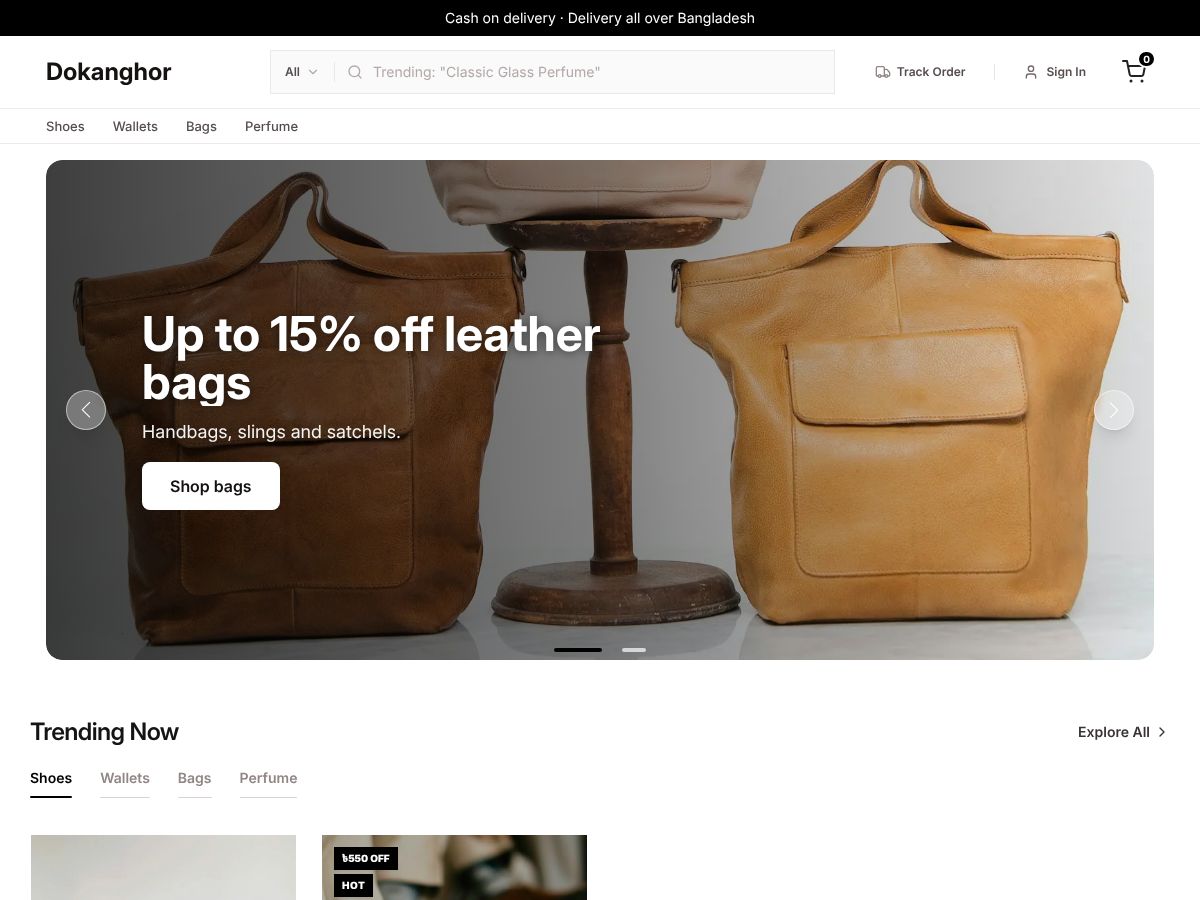 Cash on delivery · Delivery all over Bangladesh
Dokanghor
All
Trending: "Classic Glass Perfume"
Track Order
Sign In
0
Shoes Wallets Bags Perfume
Up to 15% off leather
bags
Handbags, slings and satchels.
Shop bags
Trending Now
Explore All
Shoes Wallets Bags Perfume
৳550 OFF
HOT